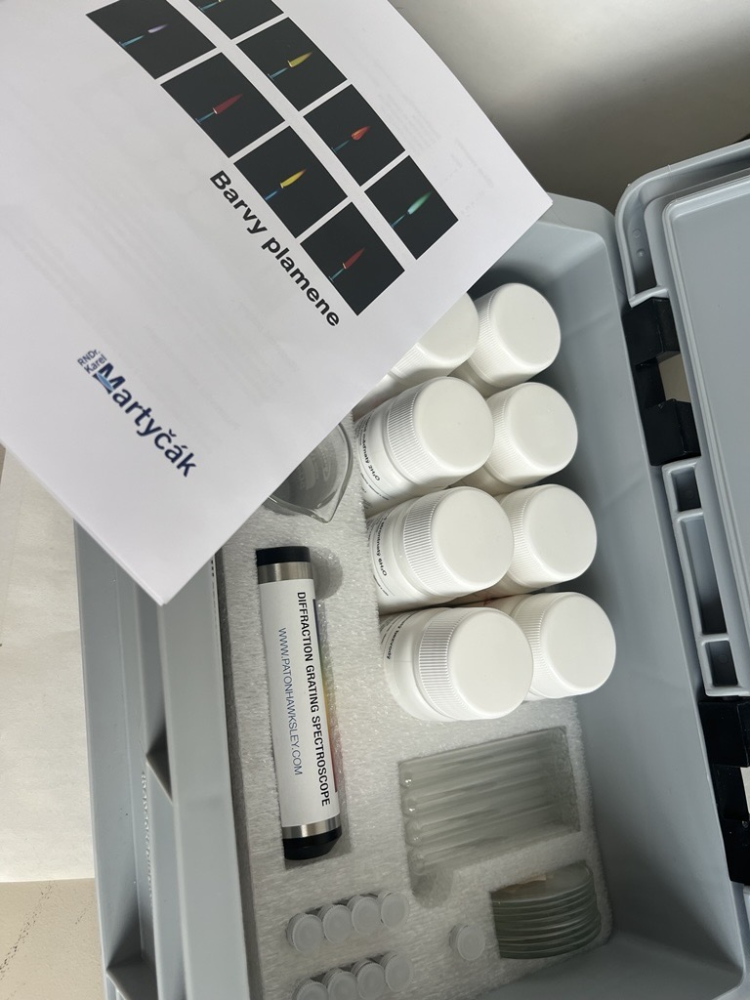 Barvy plamene
RNDr.
Karel
Martyčák
DIFFRACTION GRATING SPECTROSCOPE
WWW.PATONHAWKSLEY.COM